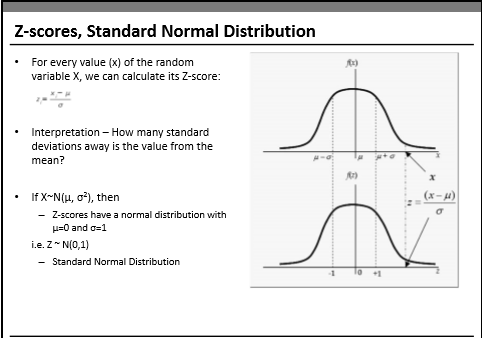 Z-scores, Standard Normal Distribution
• For every value (x) of the random
variable X, we can calculate its Z-score:
• Interpretation – How many standard
deviations away is the value from the
mean?
• If X~N(μ, σ²), then
– Z-scores have a normal distribution with
μ=0 and σ=1
i.e. Z ~ N(0,1)
– Standard Normal Distribution
f(x)
μ-σ μ μ+σ x
x
f(z)
z = (x-μ)
σ
-1 0 +1 z